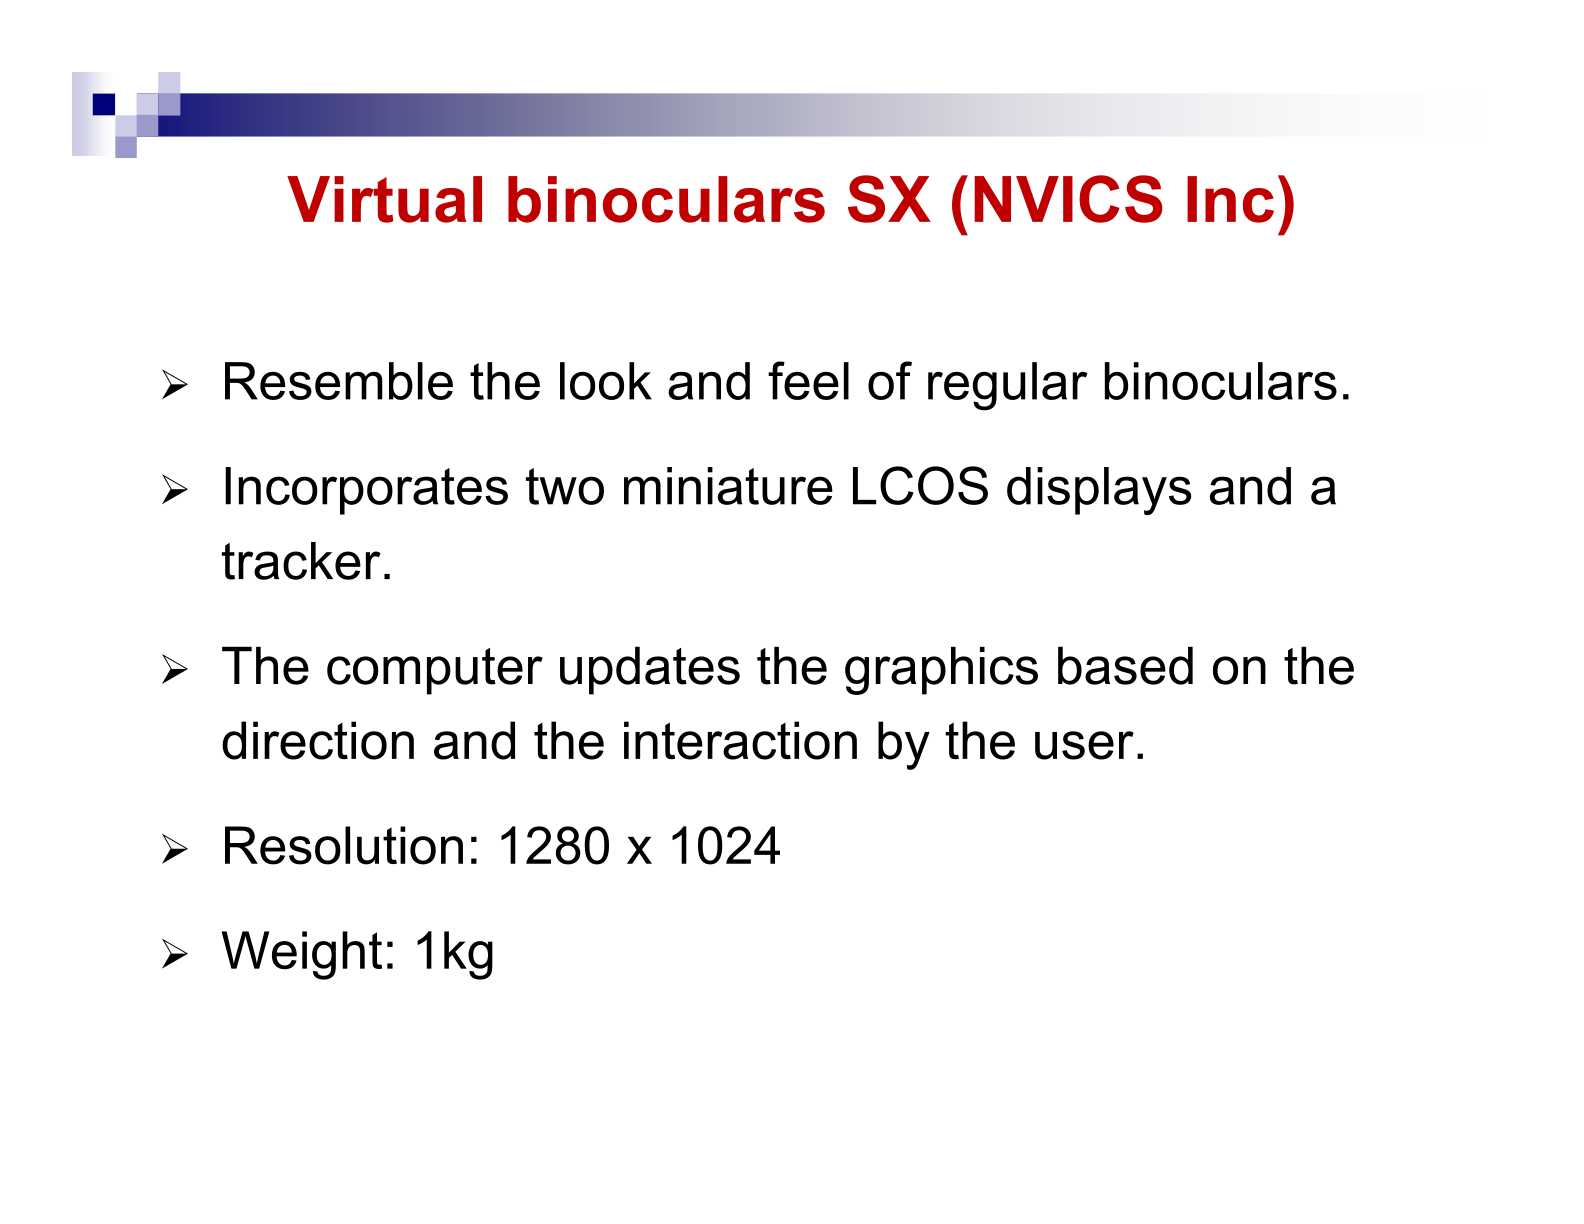 Virtual binoculars SX (NVICS Inc)
➢ Resemble the look and feel of regular binoculars.
➢ Incorporates two miniature LCOS displays and a
tracker.
➢ The computer updates the graphics based on the
direction and the interaction by the user.
➢ Resolution: 1280 x 1024
➢ Weight: 1kg